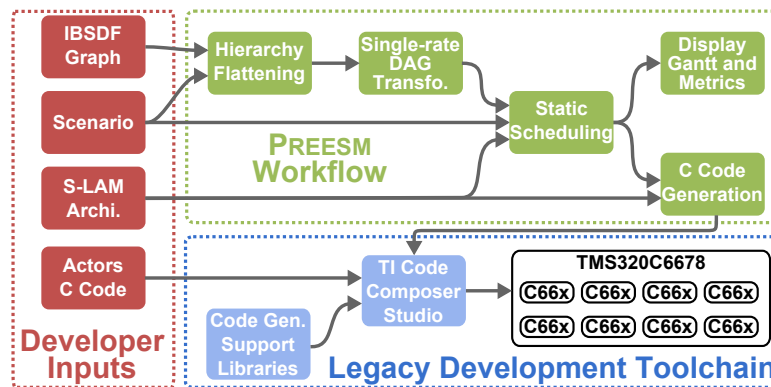 IBSDF
Graph
Scenario
S-LAM
Archi.
Actors
C Code
Developer
Inputs
Hierarchy
Flattening
Single-rate
DAG
Transfo.
Static
Scheduling
Display
Gantt and
Metrics
C Code
Generation
PREESM
Workflow
TI Code
Composer
Studio
Code Gen.
Support
Libraries
TMS320C6678
C66x C66x C66x C66x
C66x C66x C66x C66x
Legacy Development Toolchain